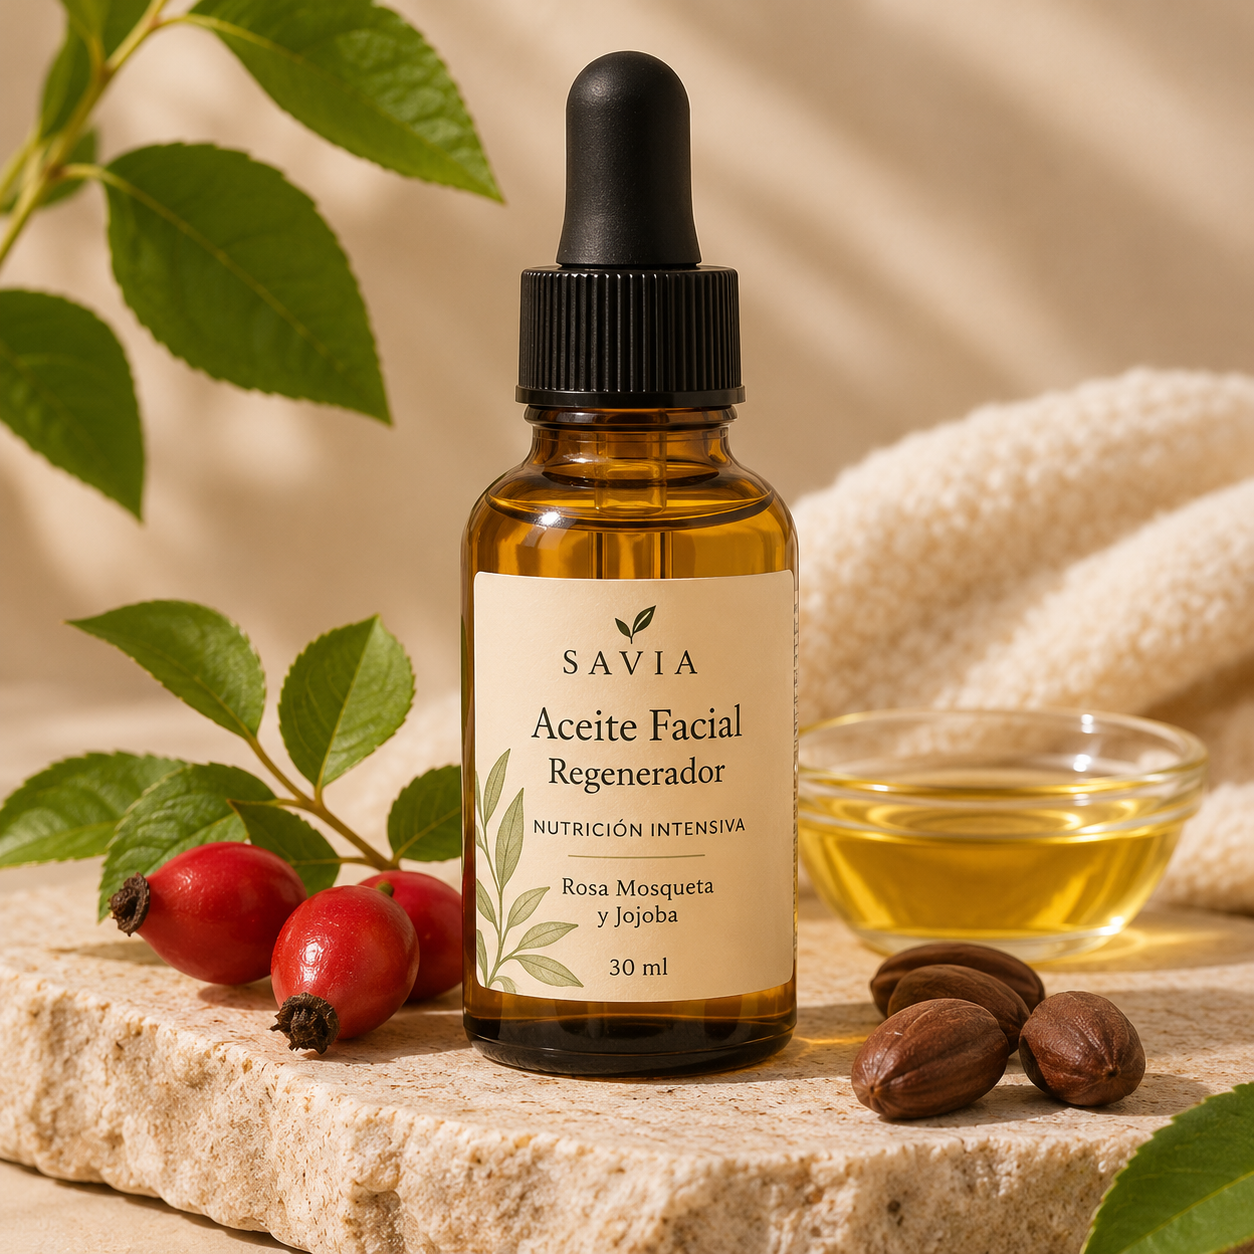 SAVIA
Aceite Facial
Regenerador
NUTRICIÓN INTENSIVA
Rosa Mosqueta
y Jojoba
30 ml